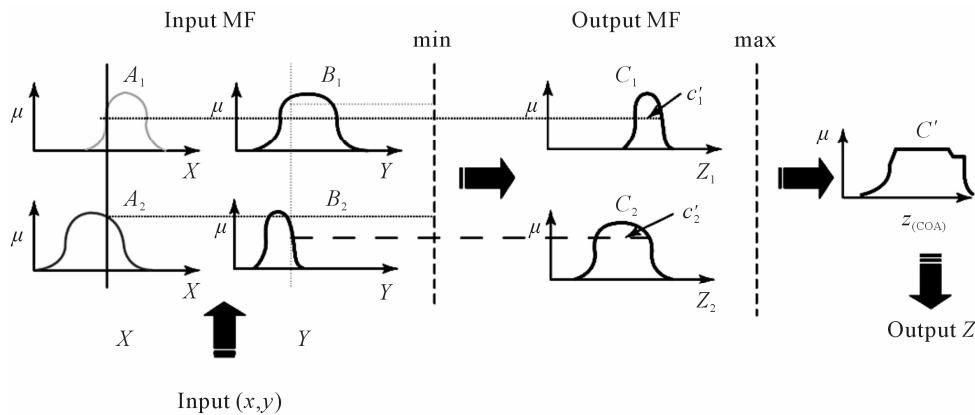 Input MF
Output MF
min
max
μ
A₁
X
μ
B₁
Y
C₁
c′₁
Z₁
μ
A₂
X
μ
B₂
Y
μ
C₂
c′₂
Z₂
μ
C′
z(COA)
Output Z
X
Y
Input (x,y)